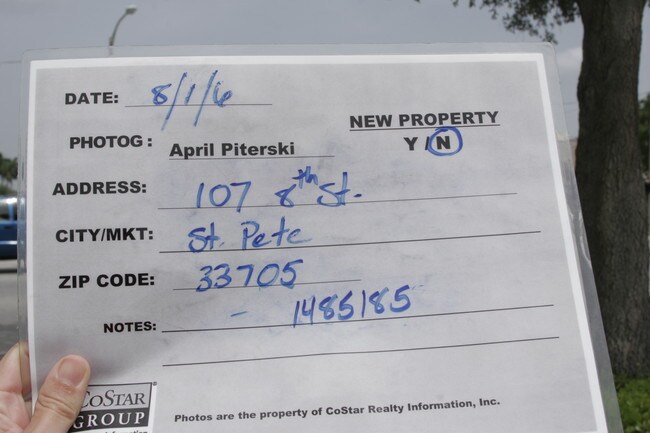 DATE: 8/1/6
NEW PROPERTY
PHOTOG: April Piterski Y / N
ADDRESS: 107 8th St.
CITY/MKT: St. Pete
ZIP CODE: 33705
NOTES: - 1485185
COSTAR
GROUP
Photos are the property of CoStar Realty Information, Inc.